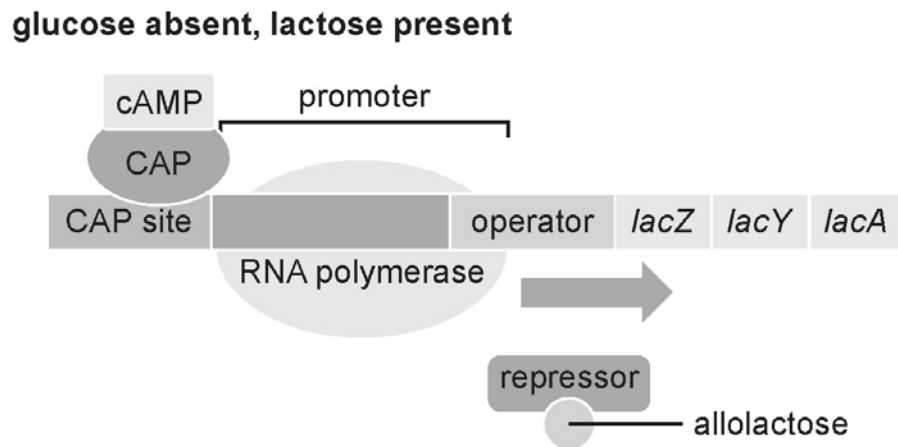 glucose absent, lactose present
cAMP
promoter
CAP
CAP site
operator
lacZ
lacY
lacA
RNA polymerase
repressor
allolactose